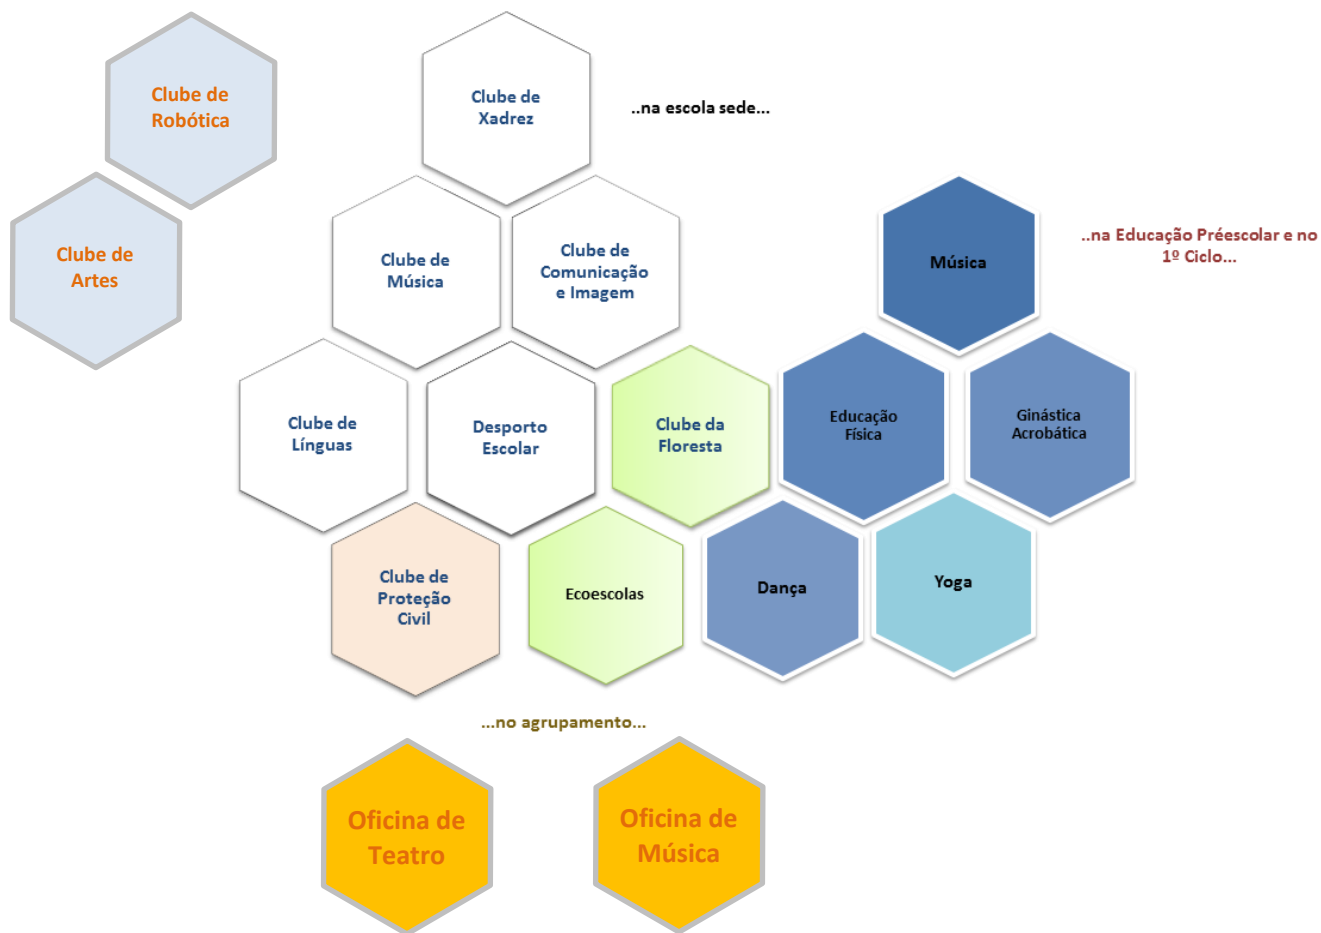 Clube de
Robótica
Clube de
Xadrez
..na escola sede...
Clube de
Artes
Clube de
Música
Clube de
Comunicação
e Imagem
Música
..na Educação Préescolar e no
1º Ciclo...
Clube de
Línguas
Desporto
Escolar
Clube da
Floresta
Educação
Física
Ginástica
Acrobática
Clube de
Proteção
Civil
Ecoescolas
Dança
Yoga
...no agrupamento...
Oficina de
Teatro
Oficina de
Música